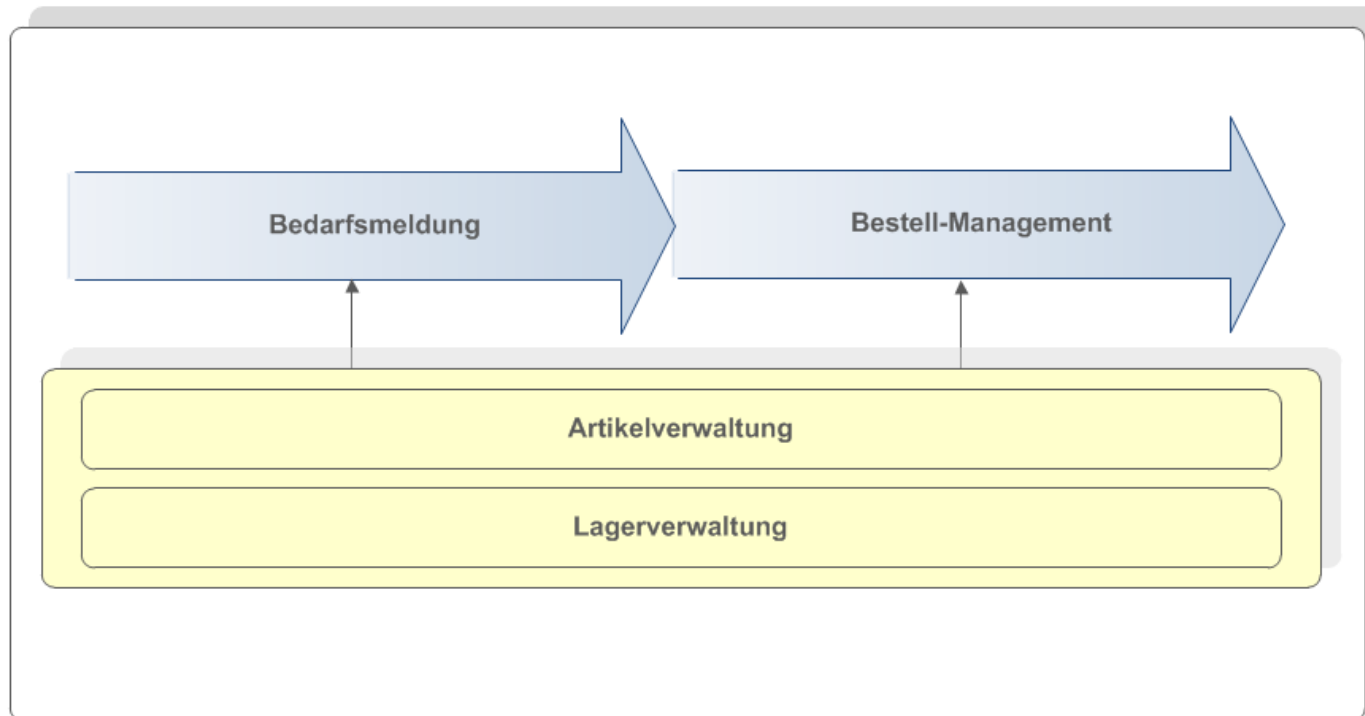 Bedarfsmeldung
Bestell-Management
Artikelverwaltung
Lagerverwaltung